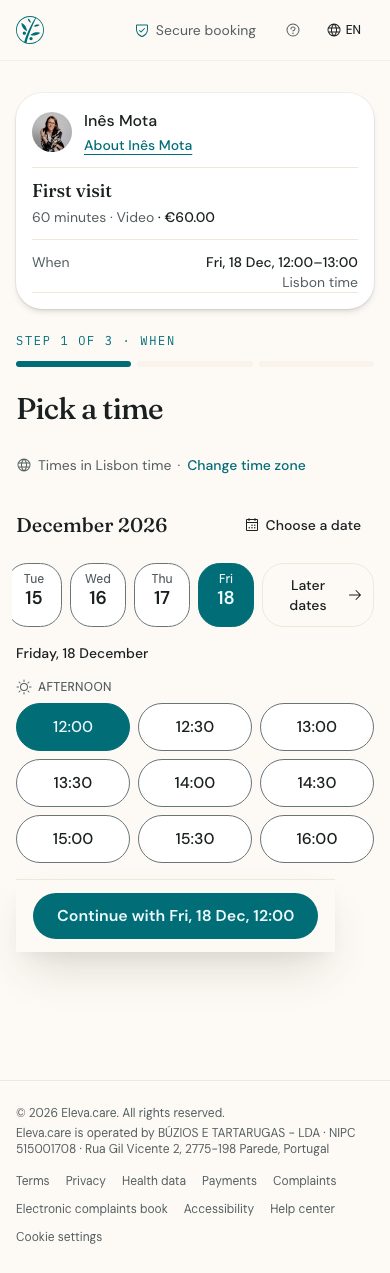 Secure booking
EN
Inês Mota
About Inês Mota
First visit
60 minutes · Video · €60.00
When
Fri, 18 Dec, 12:00–13:00
Lisbon time
STEP 1 OF 3 · WHEN
Pick a time
Times in Lisbon time · Change time zone
December 2026
Choose a date
Tue
15
Wed
16
Thu
17
Fri
18
Later
dates
Friday, 18 December
AFTERNOON
12:00
12:30
13:00
13:30
14:00
14:30
15:00
15:30
16:00
Continue with Fri, 18 Dec, 12:00
© 2026 Eleva.care. All rights reserved.
Eleva.care is operated by BÚZIOS E TARTARUGAS – LDA · NIPC
515001708 · Rua Gil Vicente 2, 2775-198 Parede, Portugal
Terms Privacy Health data Payments Complaints
Electronic complaints book Accessibility Help center
Cookie settings